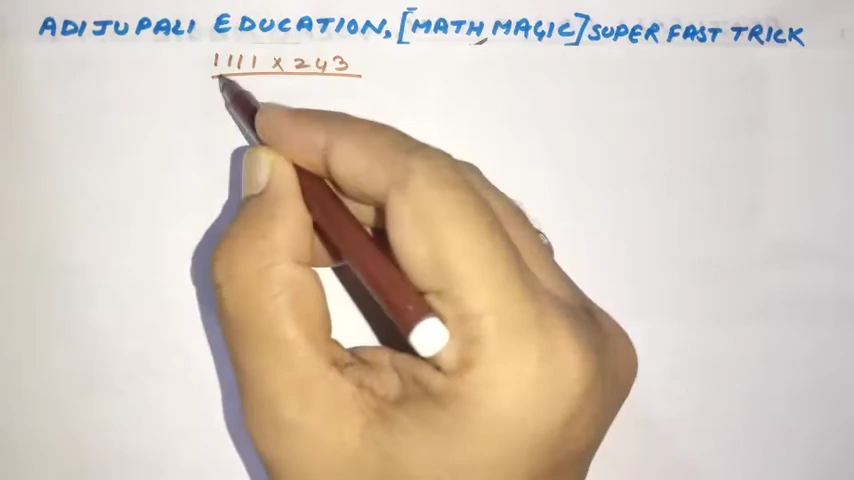 ADIJUPALI EDUCATION, [MATH MAGIC] SUPER FAST TRICK
1111 x 243